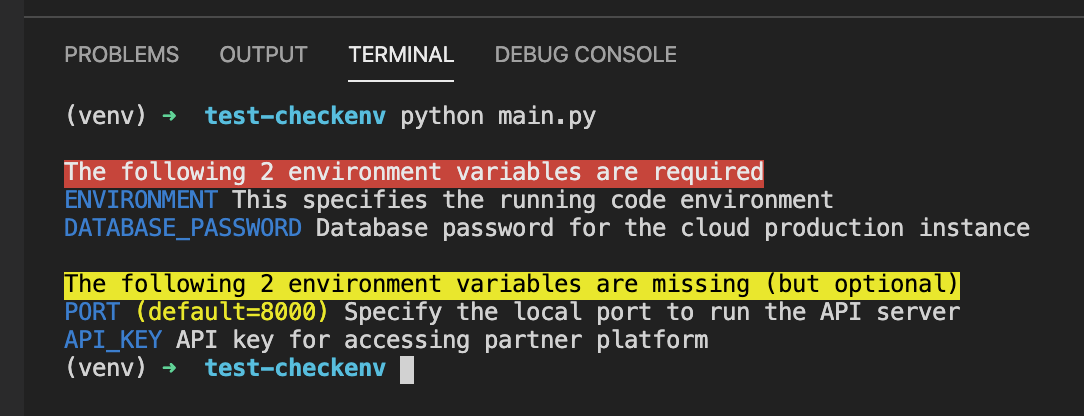 PROBLEMS OUTPUT TERMINAL DEBUG CONSOLE
(venv) ➜ test-checkenv python main.py
The following 2 environment variables are required
ENVIRONMENT This specifies the running code environment
DATABASE_PASSWORD Database password for the cloud production instance
The following 2 environment variables are missing (but optional)
PORT (default=8000) Specify the local port to run the API server
API_KEY API key for accessing partner platform
(venv) ➜ test-checkenv